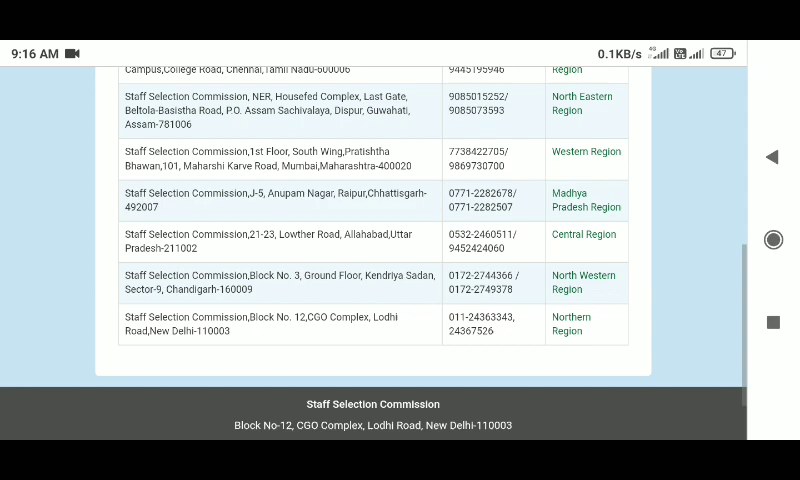 9:16 AM
0.1KB/s 4G Vo LTE 47
Campus,College Road, Chennai,Tamil Nadu-600006
9445195946
Region
Staff Selection Commission, NER, Housefed Complex, Last Gate,
Beltola-Basistha Road, P.O. Assam Sachivalaya, Dispur, Guwahati,
Assam-781006
9085015252/
9085073593
North Eastern
Region
Staff Selection Commission,1st Floor, South Wing,Pratishtha
Bhawan,101, Maharshi Karve Road, Mumbai,Maharashtra-400020
7738422705/
9869730700
Western Region
Staff Selection Commission,J-5, Anupam Nagar, Raipur,Chhattisgarh-
492007
0771-2282678/
0771-2282507
Madhya
Pradesh Region
Staff Selection Commission,21-23, Lowther Road, Allahabad,Uttar
Pradesh-211002
0532-2460511/
9452424060
Central Region
Staff Selection Commission,Block No. 3, Ground Floor, Kendriya Sadan,
Sector-9, Chandigarh-160009
0172-2744366 /
0172-2749378
North Western
Region
Staff Selection Commission,Block No. 12,CGO Complex, Lodhi
Road,New Delhi-110003
011-24363343,
24367526
Northern
Region
Staff Selection Commission
Block No-12, CGO Complex, Lodhi Road, New Delhi-110003